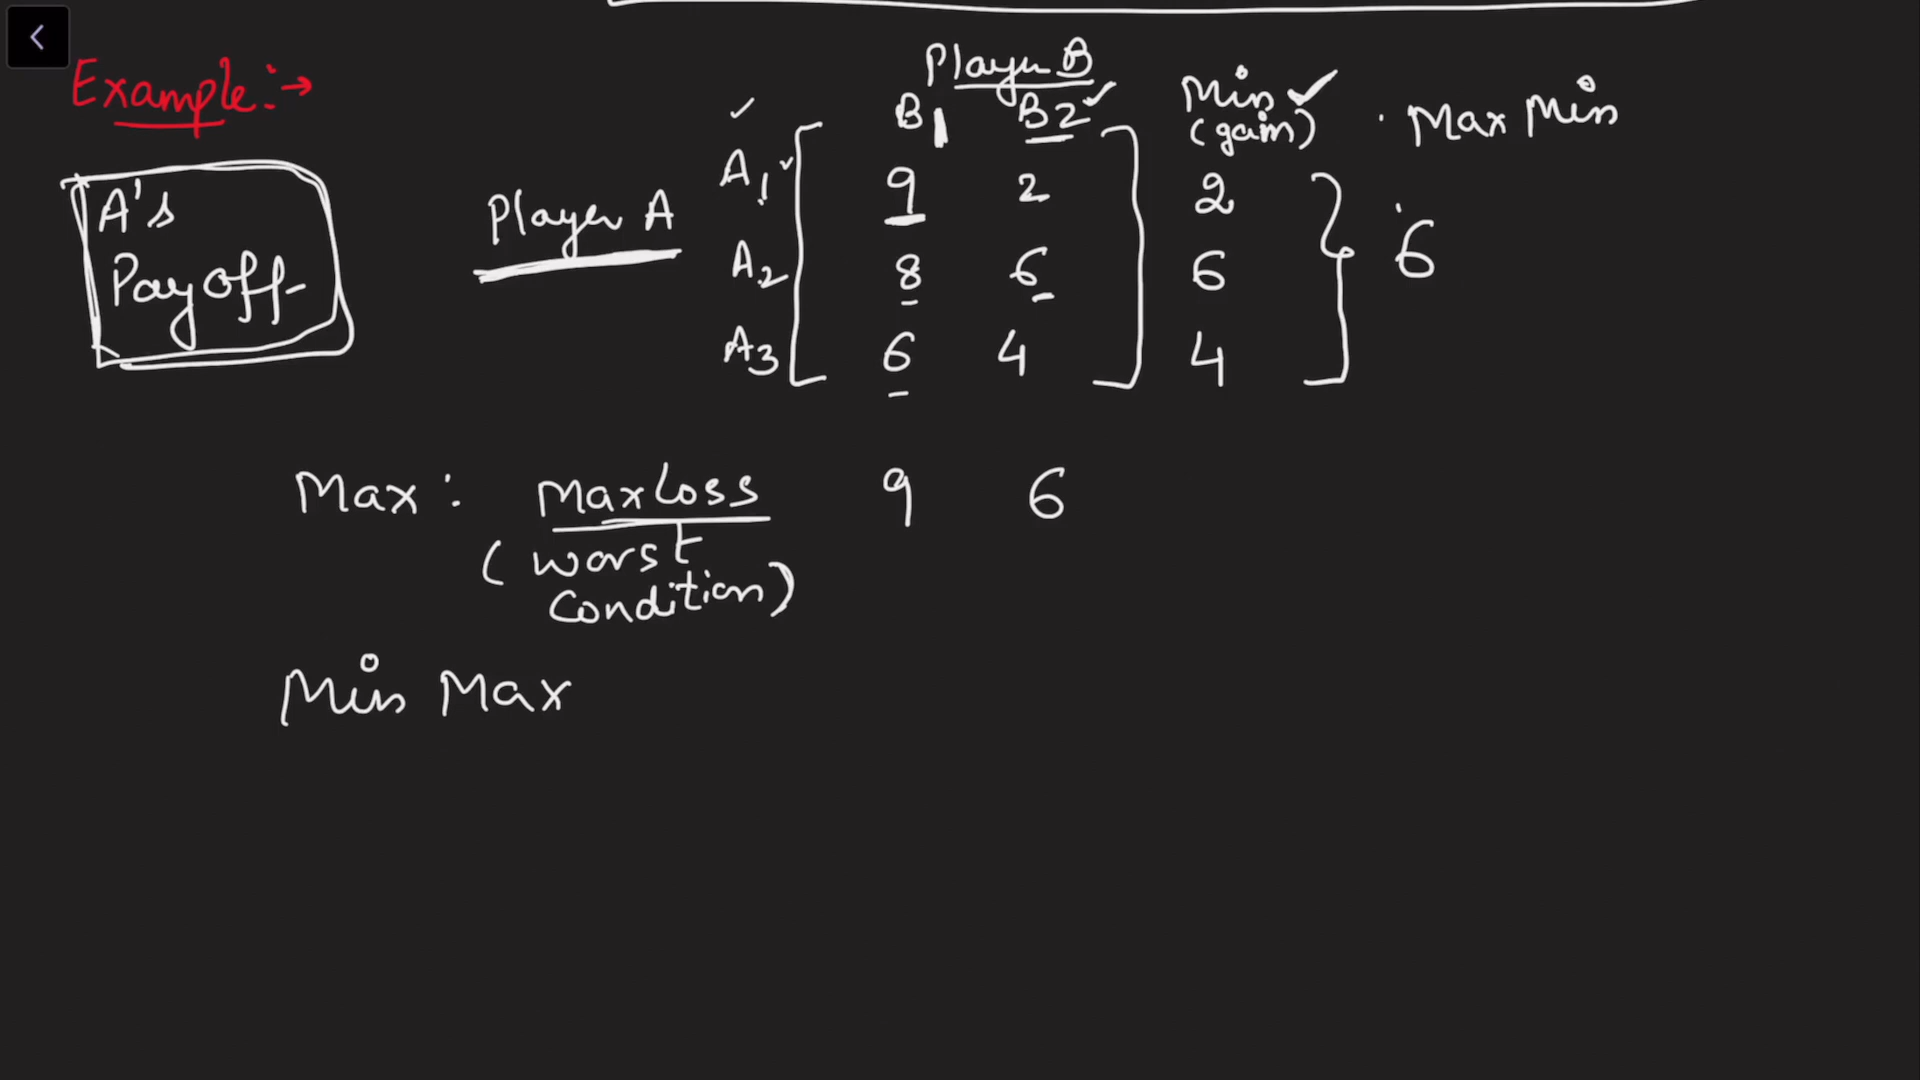 Example:→
Player B
B1 B2 ✓ Min ✓ (gain) · Max Min
✓
A's Payoff
Player A
A1 ✓ 9 2 2
A2 8 6 6 6
A3 6 4 4
Max : Max Loss 9 6
(worst
condition)
Min Max